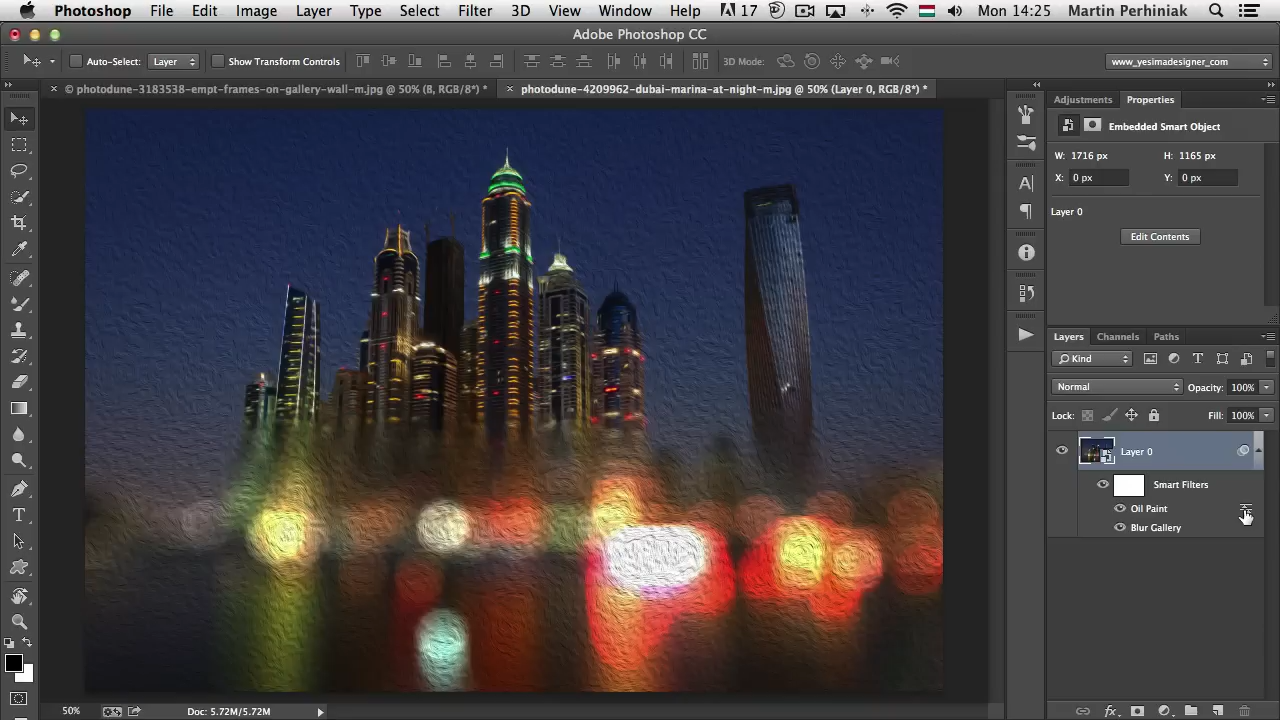 Photoshop File Edit Image Layer Type Select Filter 3D View Window Help 17 Mon 14:25 Martin Perhiniak
Adobe Photoshop CC
Auto-Select: Layer Show Transform Controls 3D Mode: www_yesimadesigner_com
× © photodune-3183538-empt-frames-on-gallery-wall-m.jpg @ 50% (B, RGB/8*) * × photodune-4209962-dubai-marina-at-night-m.jpg @ 50% (Layer 0, RGB/8*) *
Adjustments Properties
Embedded Smart Object
W: 1716 px H: 1165 px
X: 0 px Y: 0 px
Layer 0
Edit Contents
Layers Channels Paths
Kind
Normal Opacity: 100%
Lock: Fill: 100%
Layer 0
Smart Filters
Oil Paint
Blur Gallery
50% Doc: 5.72M/5.72M